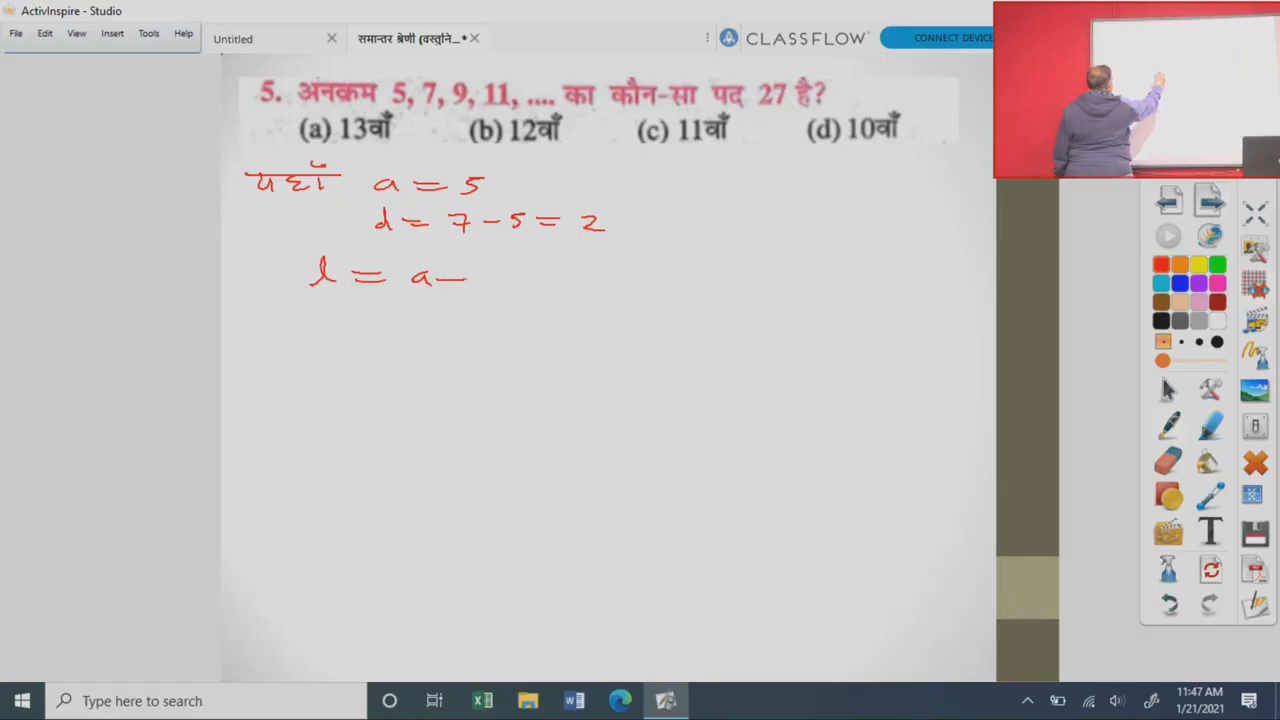 ActivInspire - Studio
File Edit View Insert Tools Help
Untitled
समान्तर श्रेणी (वस्तुनि...*
CLASSFLOW
CONNECT DEVICE
5. अनक्रम 5, 7, 9, 11, .... का कौन-सा पद 27 है?
(a) 13वाँ (b) 12वाँ (c) 11वाँ (d) 10वाँ
यहाँ a = 5
d = 7 - 5 = 2
l = a -
Type here to search
11:47 AM
1/21/2021